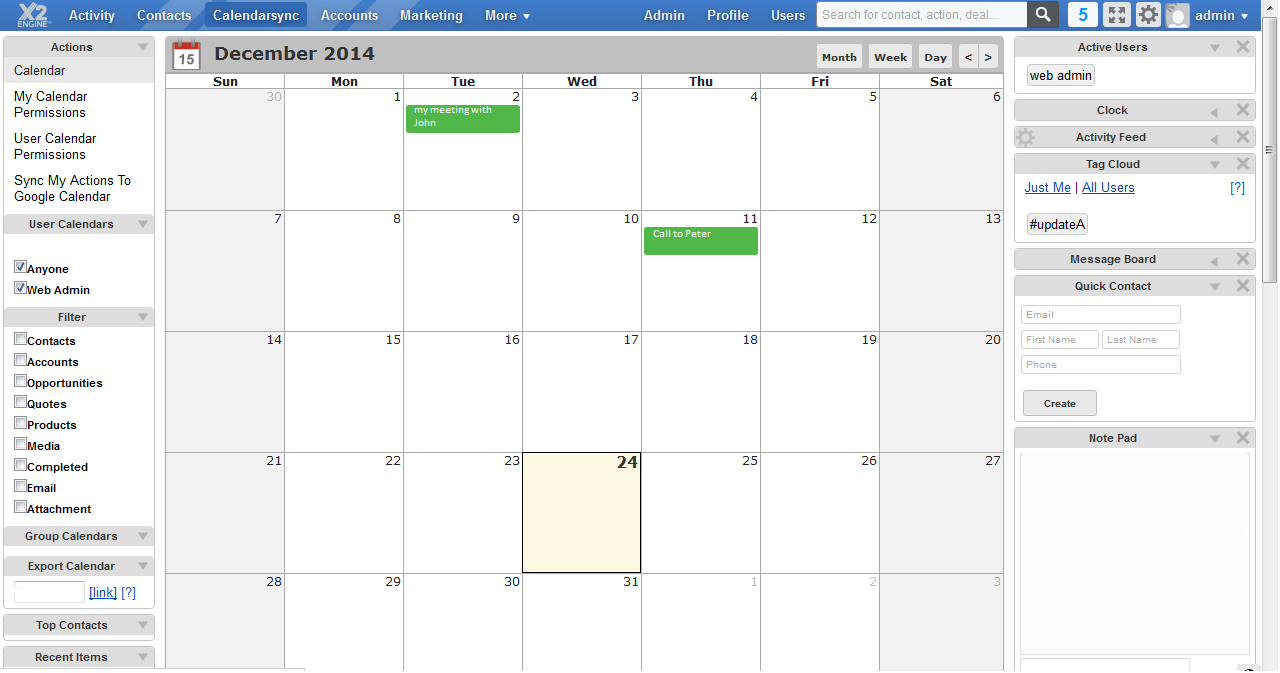 X2
ENGINE
Activity
Contacts
Calendarsync
Accounts
Marketing
More
Admin
Profile
Users
Search for contact, action, deal...
5
admin
Actions
Calendar
My Calendar
Permissions
User Calendar
Permissions
Sync My Actions To
Google Calendar
User Calendars
Anyone
Web Admin
Filter
Contacts
Accounts
Opportunities
Quotes
Products
Media
Completed
Email
Attachment
Group Calendars
Export Calendar
[link] [?]
Top Contacts
Recent Items
15
December 2014
Month
Week
Day
< >
Sun Mon Tue Wed Thu Fri Sat
30 1 2 3 4 5 6
my meeting with
John
7 8 9 10 11 12 13
Call to Peter
14 15 16 17 18 19 20
21 22 23 24 25 26 27
28 29 30 31 1 2 3
Active Users
web admin
Clock
Activity Feed
Tag Cloud
Just Me | All Users [?]
#updateA
Message Board
Quick Contact
Email
First Name Last Name
Phone
Create
Note Pad